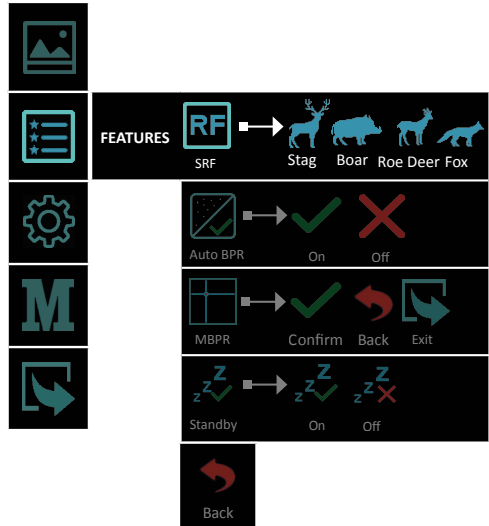 FEATURES
RF
SRF
Stag Boar Roe Deer Fox
Auto BPR On Off
M
MBPR Confirm Back Exit
z z Z z z Z z z Z
Standby On Off
Back